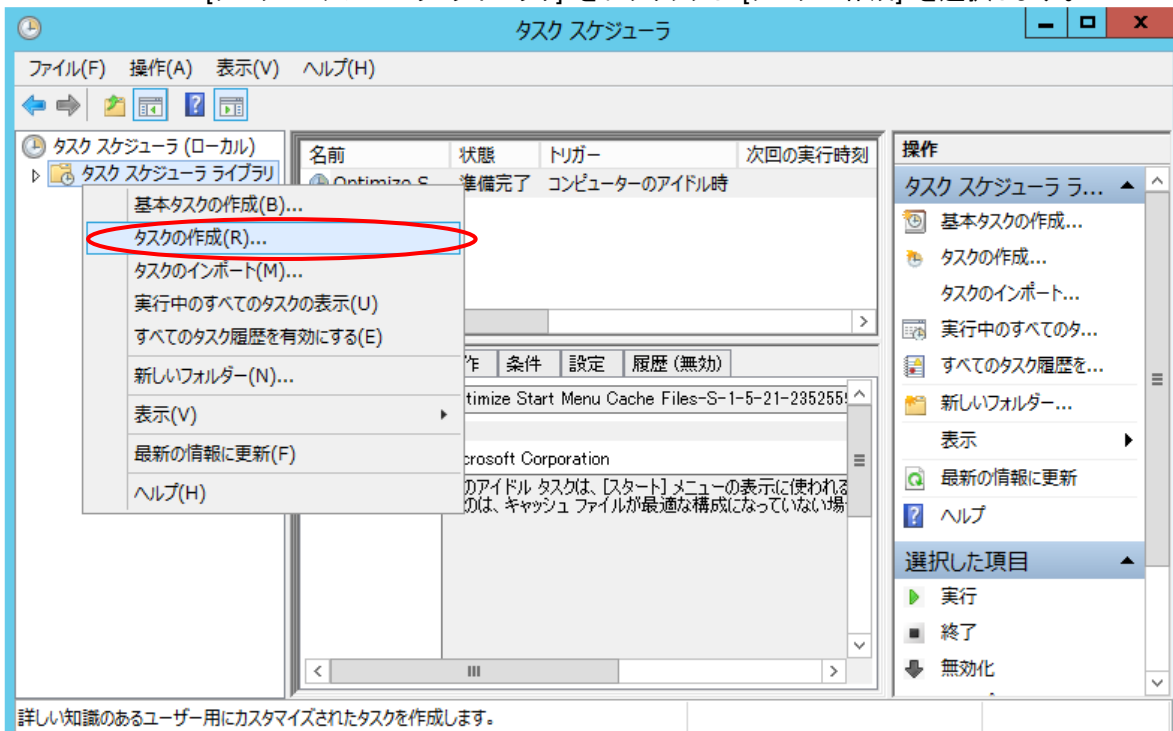 タスク スケジューラ
ファイル(F) 操作(A) 表示(V) ヘルプ(H)
タスク スケジューラ (ローカル)
タスク スケジューラ ライブラリ
基本タスクの作成(B)...
タスクの作成(R)...
タスクのインポート(M)...
実行中のすべてのタスクの表示(U)
すべてのタスク履歴を有効にする(E)
新しいフォルダー(N)...
表示(V)
最新の情報に更新(F)
ヘルプ(H)
名前 状態 トリガー 次回の実行時刻
Optimize S 準備完了 コンピューターのアイドル時
条件 設定 履歴 (無効)
timize Start Menu Cache Files-S-1-5-21-235255
crosoft Corporation
のアイドル タスクは、[スタート] メニューの表示に使われる
のは、キャッシュ ファイルが最適な構成になっていない場
操作
タスク スケジューラ ラ...
基本タスクの作成...
タスクの作成...
タスクのインポート...
実行中のすべてのタ...
すべてのタスク履歴を...
新しいフォルダー...
表示
最新の情報に更新
ヘルプ
選択した項目
実行
終了
無効化
詳しい知識のあるユーザー用にカスタマイズされたタスクを作成します。